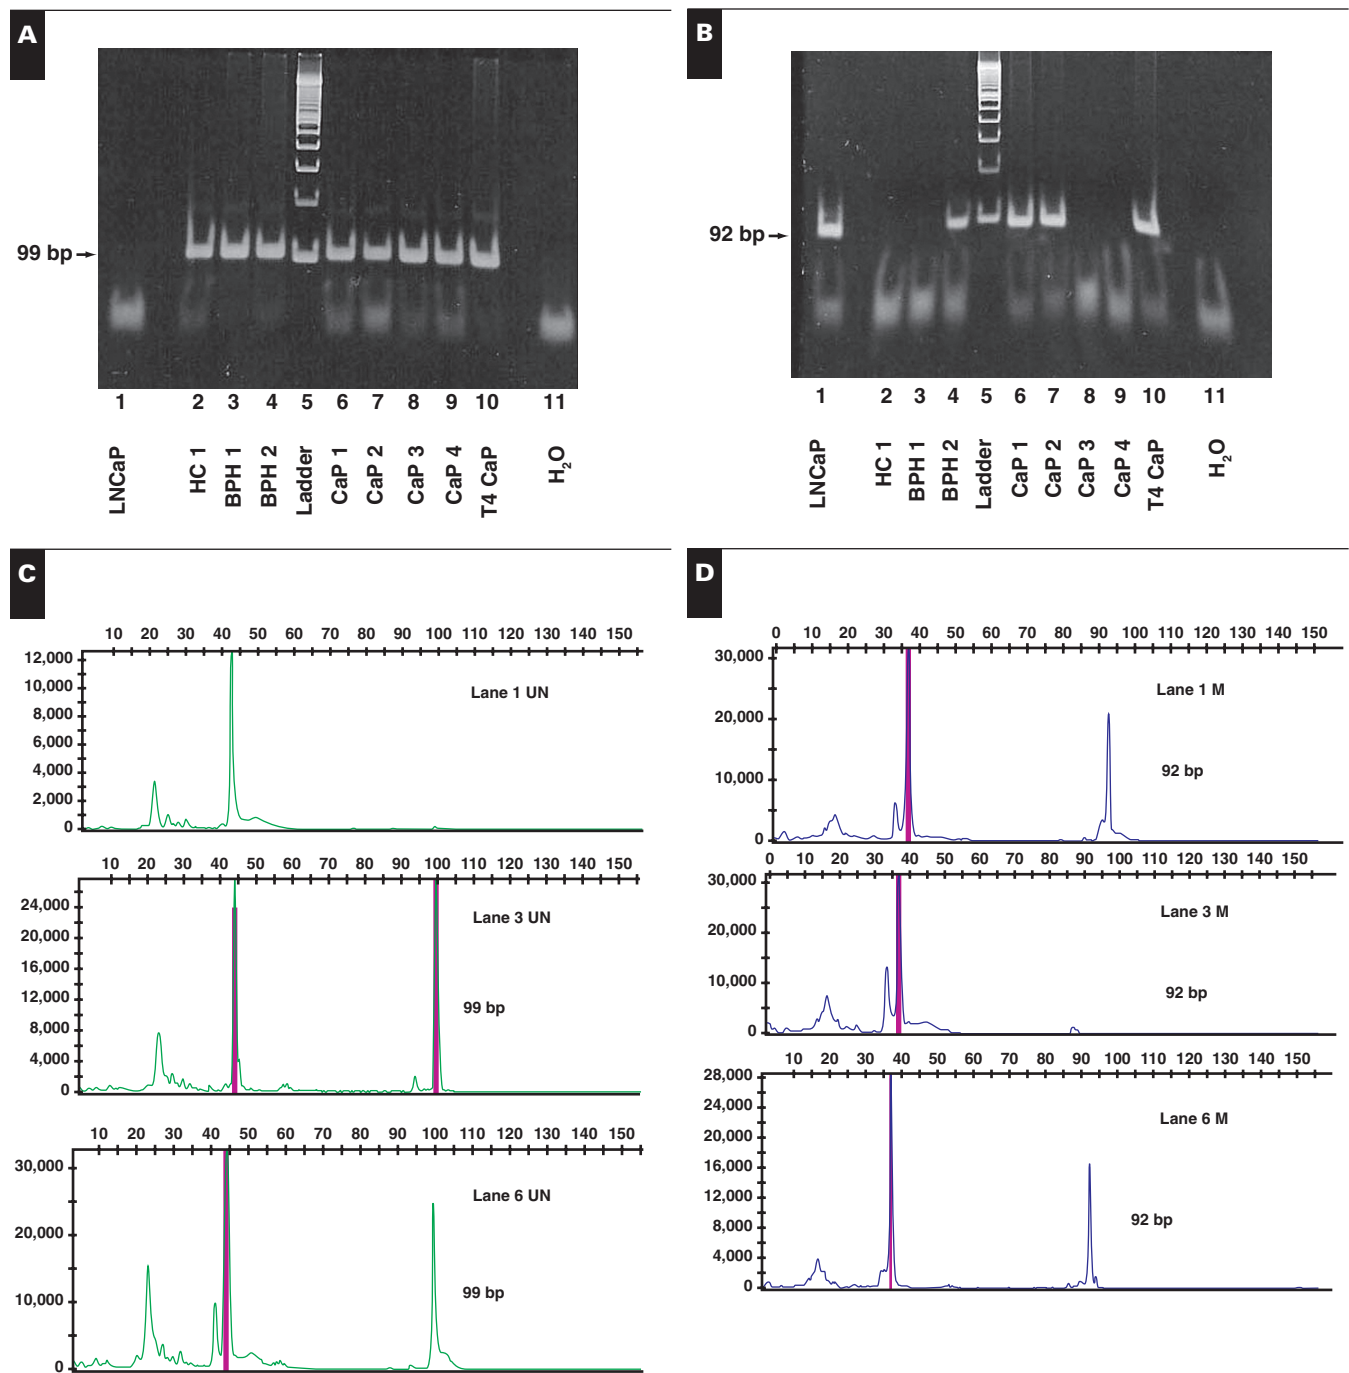 A
99 bp
1 2 3 4 5 6 7 8 9 10 11
LNCaP HC 1 BPH 1 BPH 2 Ladder CaP 1 CaP 2 CaP 3 CaP 4 T4 CaP H2O
B
92 bp
1 2 3 4 5 6 7 8 9 10 11
LNCaP HC 1 BPH 1 BPH 2 Ladder CaP 1 CaP 2 CaP 3 CaP 4 T4 CaP H2O
C
10 20 30 40 50 60 70 80 90 100 110 120 130 140 150
12,000
10,000
8,000
6,000
4,000
2,000
0
Lane 1 UN
10 20 30 40 50 60 70 80 90 100 110 120 130 140 150
24,000
20,000
16,000
12,000
8,000
4,000
0
Lane 3 UN
99 bp
10 20 30 40 50 60 70 80 90 100 110 120 130 140 150
30,000
20,000
10,000
0
Lane 6 UN
99 bp
D
0 10 20 30 40 50 60 70 80 90 100 110 120 130 140 150
30,000
20,000
10,000
0
Lane 1 M
92 bp
0 10 20 30 40 50 60 70 80 90 100 110 120 130 140 150
30,000
20,000
10,000
0
Lane 3 M
92 bp
10 20 30 40 50 60 70 80 90 100 110 120 130 140 150
28,000
24,000
20,000
16,000
12,000
8,000
4,000
0
Lane 6 M
92 bp